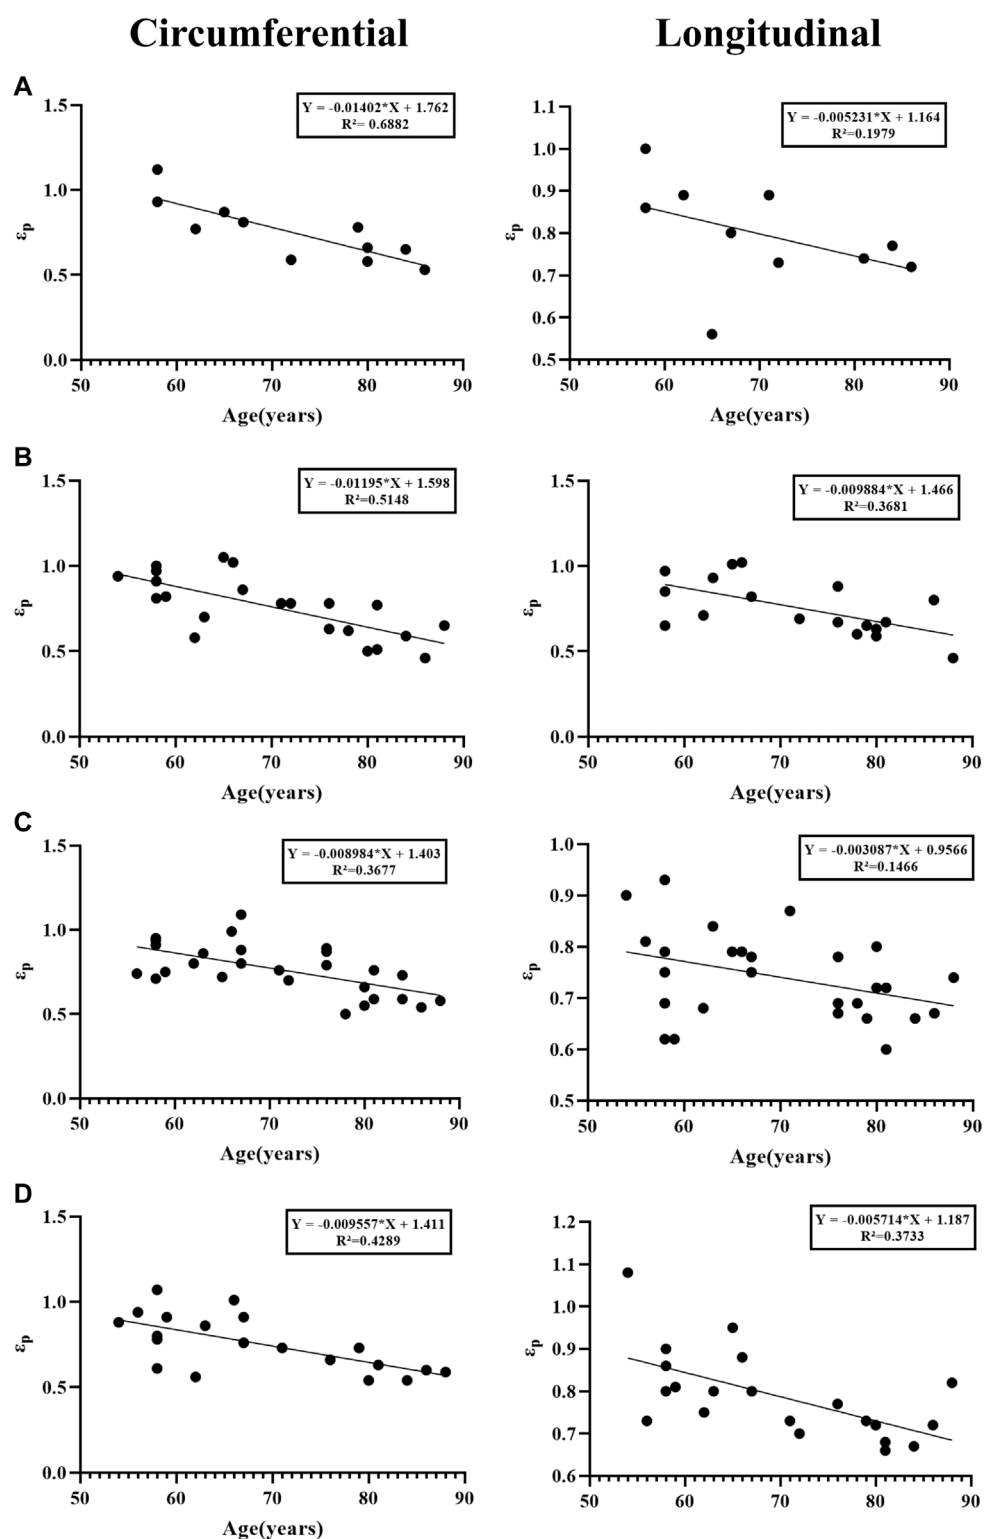 Circumferential
Longitudinal
A
1.5
1.0
0.5
0.0
εp
Y = -0.01402*X + 1.762
R²= 0.6882
50 60 70 80 90
Age(years)
1.1
1.0
0.9
0.8
0.7
0.6
0.5
εp
Y = -0.005231*X + 1.164
R²=0.1979
50 60 70 80 90
Age(years)
B
1.5
1.0
0.5
0.0
εp
Y = -0.01195*X + 1.598
R²=0.5148
50 60 70 80 90
Age(years)
1.5
1.0
0.5
0.0
εp
Y = -0.009884*X + 1.466
R²=0.3681
50 60 70 80 90
Age(years)
C
1.5
1.0
0.5
0.0
εp
Y = -0.008984*X + 1.403
R²=0.3677
50 60 70 80 90
Age(years)
1.0
0.9
0.8
0.7
0.6
0.5
εp
Y = -0.003087*X + 0.9566
R²=0.1466
50 60 70 80 90
Age(years)
D
1.5
1.0
0.5
0.0
εp
Y = -0.009557*X + 1.411
R²=0.4289
50 60 70 80 90
Age(years)
1.2
1.1
1.0
0.9
0.8
0.7
0.6
εp
Y = -0.005714*X + 1.187
R²=0.3733
50 60 70 80 90
Age(years)